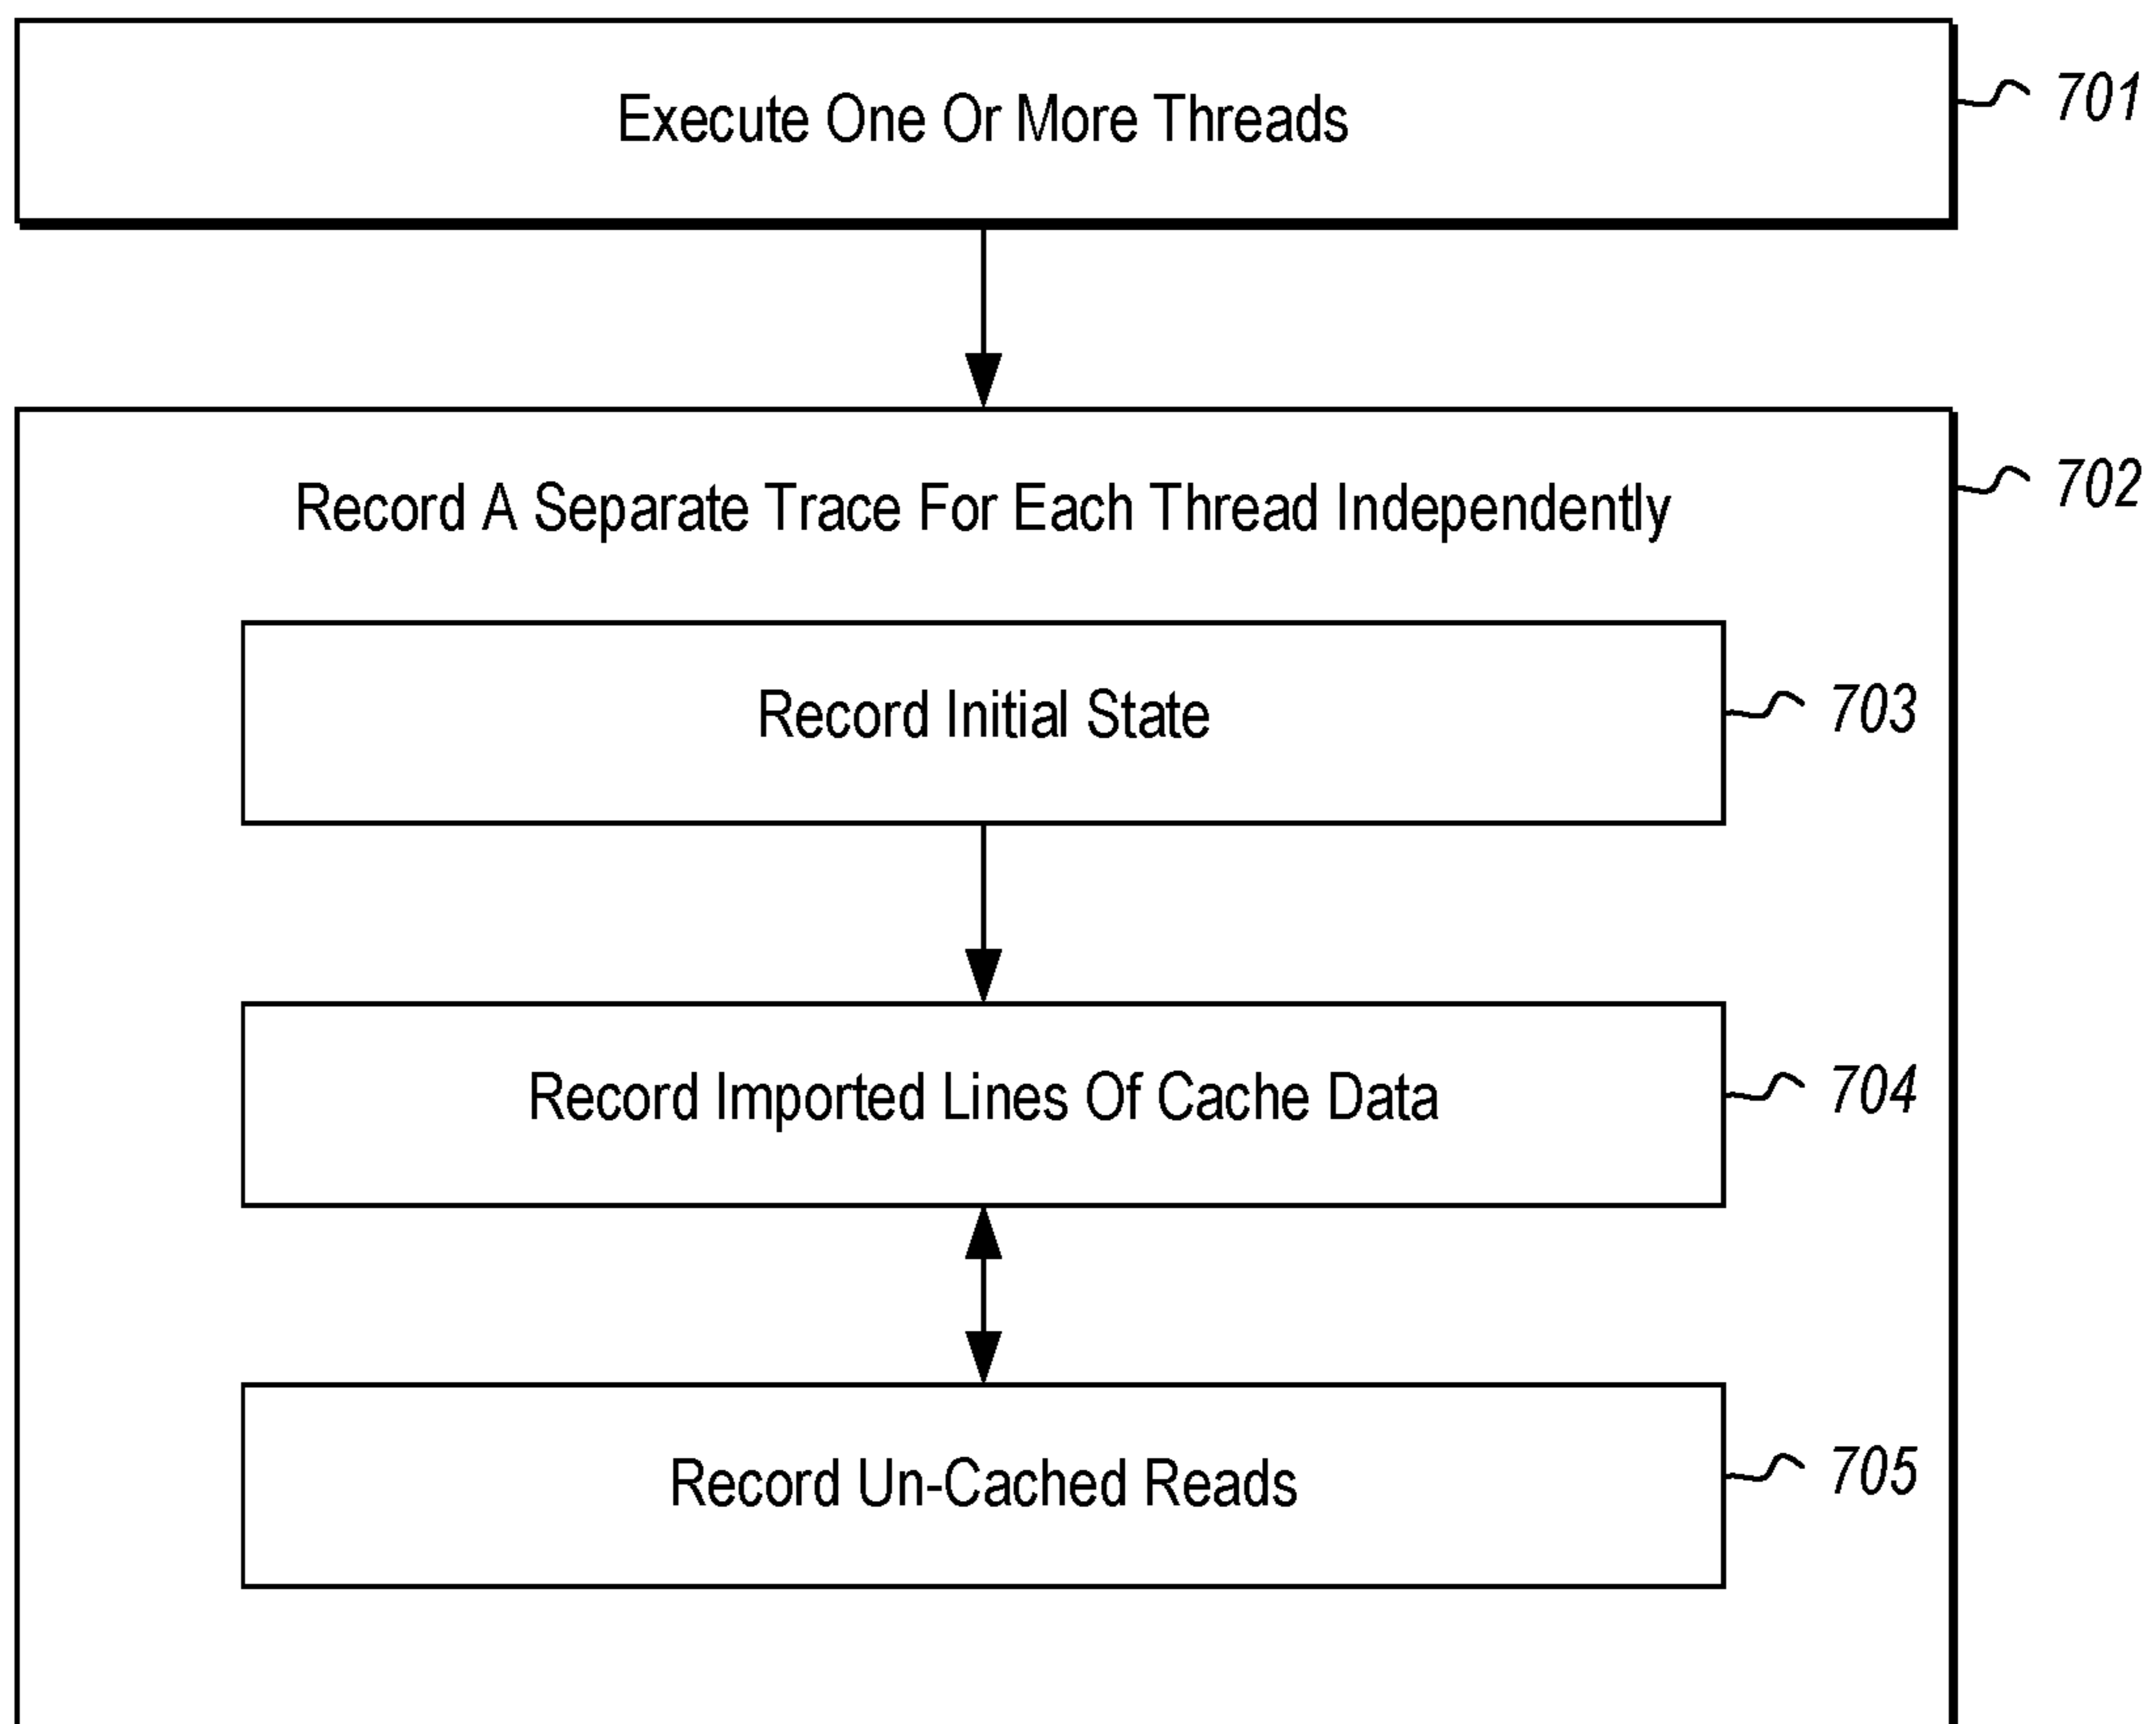 Execute One Or More Threads
701
Record A Separate Trace For Each Thread Independently
702
Record Initial State
703
Record Imported Lines Of Cache Data
704
Record Un-Cached Reads
705